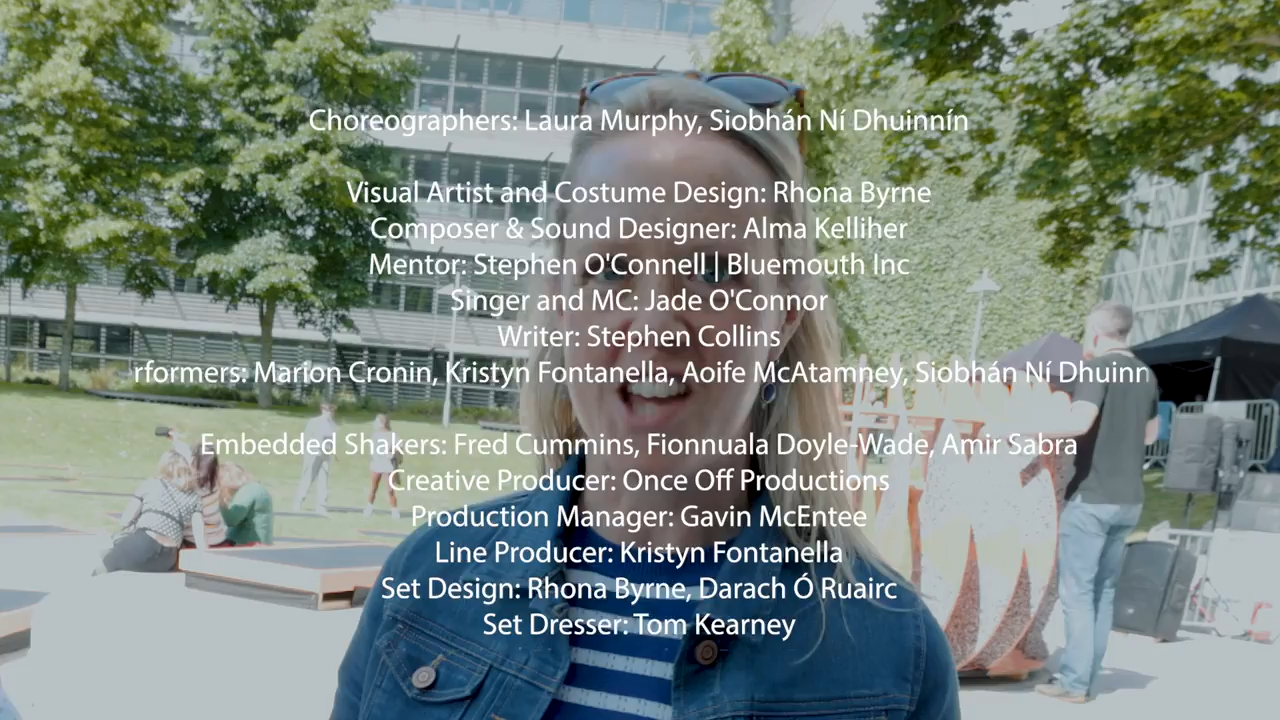 Choreographers: Laura Murphy, Siobhán Ní Dhuinnín
Visual Artist and Costume Design: Rhona Byrne
Composer & Sound Designer: Alma Kelliher
Mentor: Stephen O'Connell | Bluemouth Inc
Singer and MC: Jade O'Connor
Writer: Stephen Collins
rformers: Marion Cronin, Kristyn Fontanella, Aoife McAtamney, Siobhán Ní Dhuinn
Embedded Shakers: Fred Cummins, Fionnuala Doyle-Wade, Amir Sabra
Creative Producer: Once Off Productions
Production Manager: Gavin McEntee
Line Producer: Kristyn Fontanella
Set Design: Rhona Byrne, Darach Ó Ruairc
Set Dresser: Tom Kearney